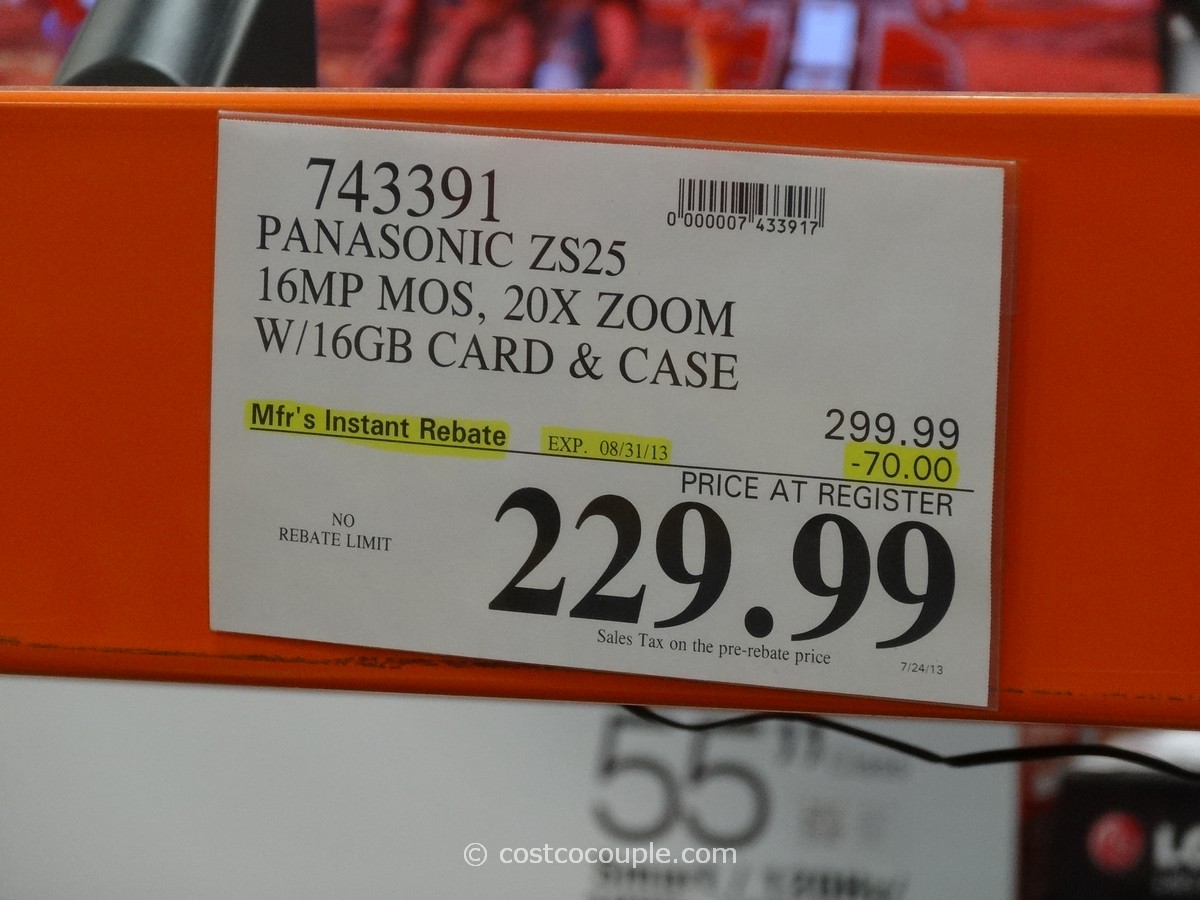 743391
0 000007 433917
PANASONIC ZS25
16MP MOS, 20X ZOOM
W/16GB CARD & CASE
Mfr's Instant Rebate EXP. 08/31/13
299.99
-70.00
PRICE AT REGISTER
NO
REBATE LIMIT
229.99
Sales Tax on the pre-rebate price
7/24/13
55"
© costcocouple.com